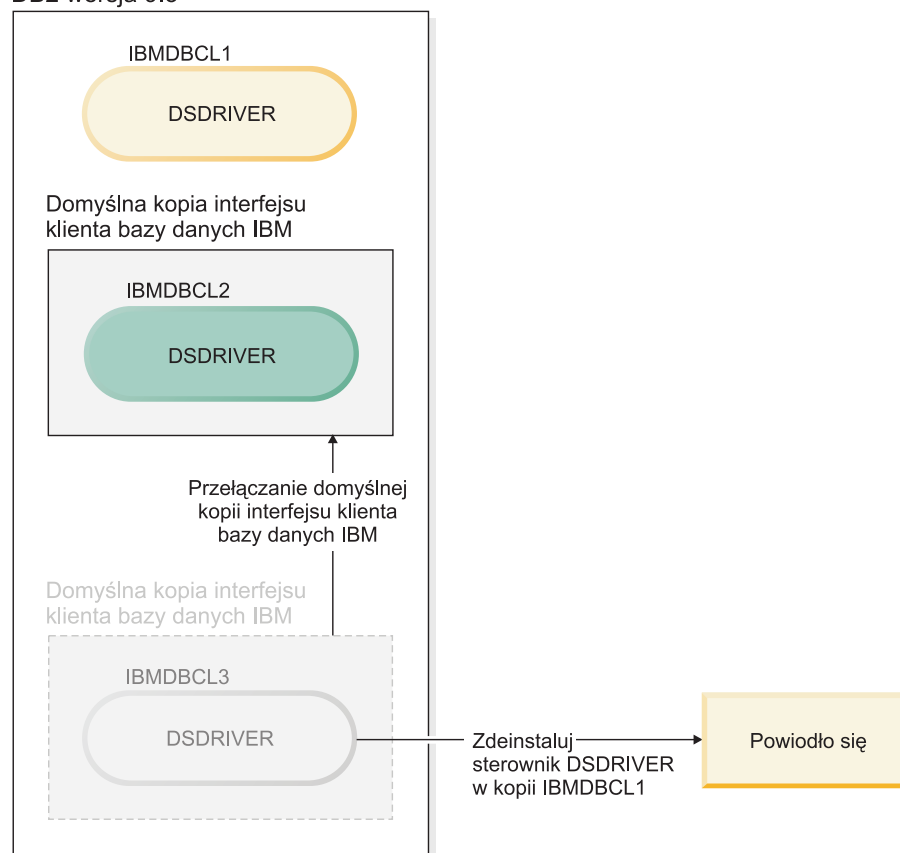 IBMDBCL1
DSDRIVER
Domyślna kopia interfejsu
klienta bazy danych IBM
IBMDBCL2
DSDRIVER
Przełączanie domyślnej
kopii interfejsu klienta
bazy danych IBM
Domyślna kopia interfejsu
klienta bazy danych IBM
IBMDBCL3
DSDRIVER
Zdeinstaluj
sterownik DSDRIVER
w kopii IBMDBCL1
Powiodło się